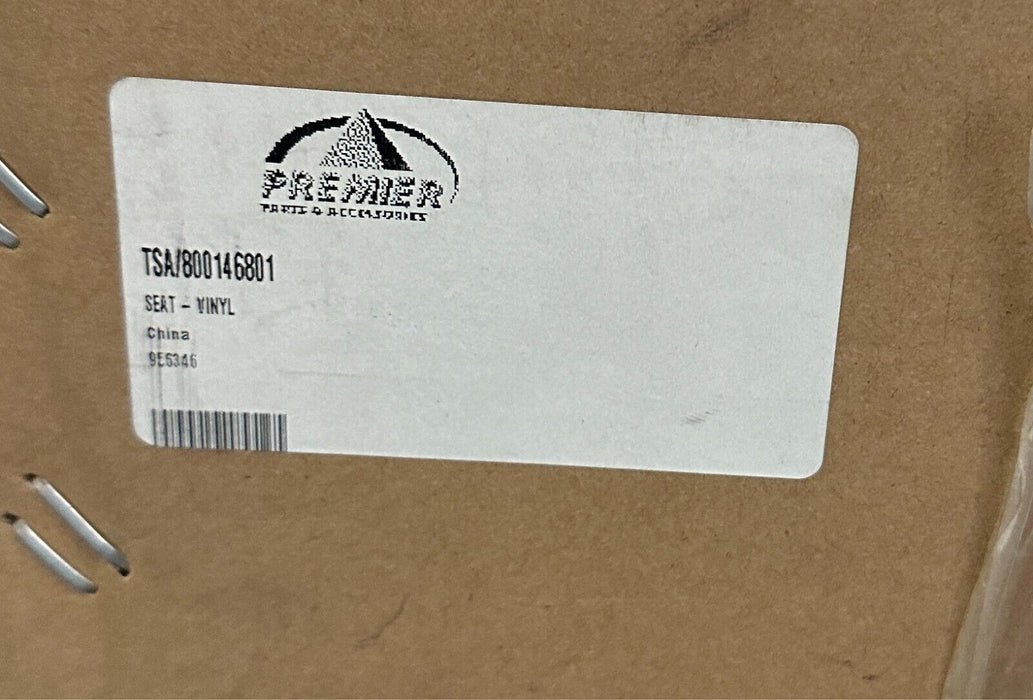 PREMIER
PARTS & ACCESSORIES
TSA/800146801
SEAT - VINYL
China
9E5346